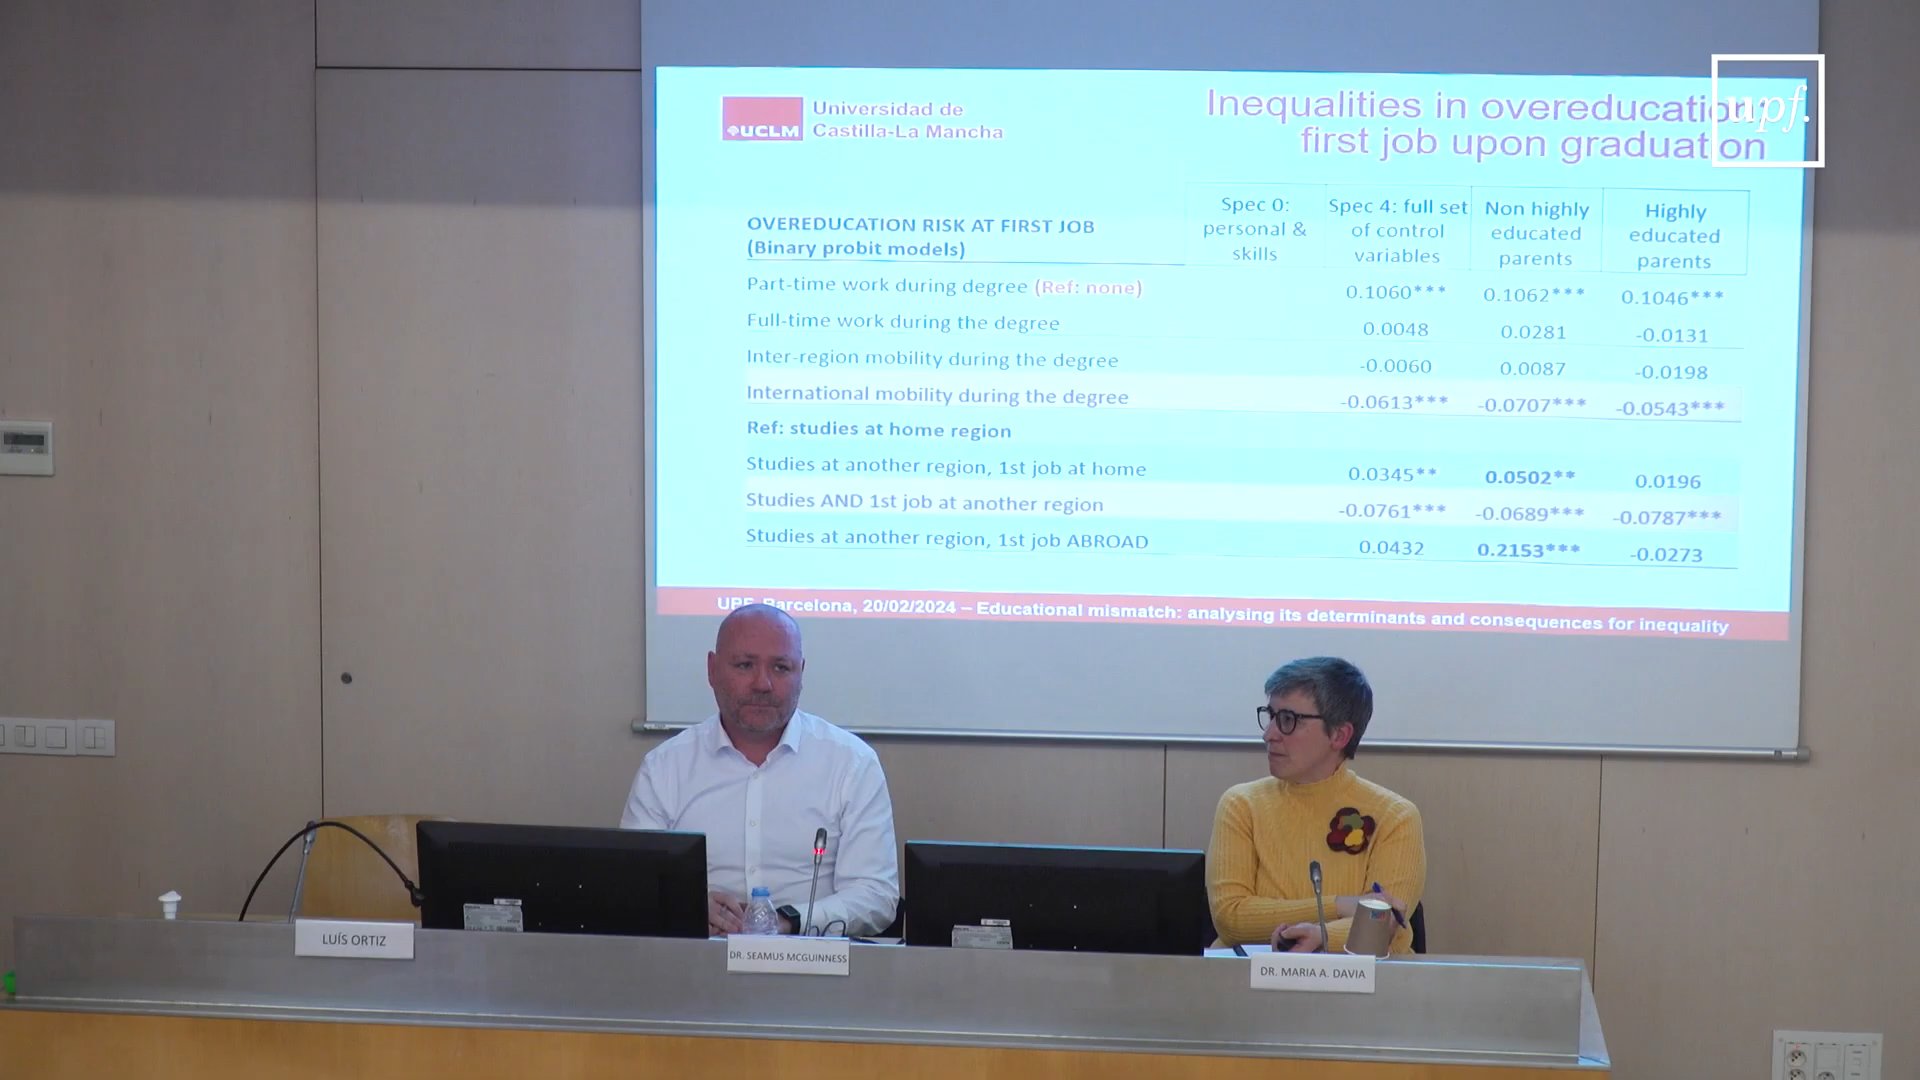 UCLM
Universidad de
Castilla-La Mancha
Inequalities in overeducation:
first job upon graduation
upf.
OVEREDUCATION RISK AT FIRST JOB
(Binary probit models)
Spec 0:
personal &
skills
Spec 4: full set
of control
variables
Non highly
educated
parents
Highly
educated
parents
Part-time work during degree (Ref: none) 0.1060*** 0.1062*** 0.1046***
Full-time work during the degree 0.0048 0.0281 -0.0131
Inter-region mobility during the degree -0.0060 0.0087 -0.0198
International mobility during the degree -0.0613*** -0.0707*** -0.0543***
Ref: studies at home region
Studies at another region, 1st job at home 0.0345** 0.0502** 0.0196
Studies AND 1st job at another region -0.0761*** -0.0689*** -0.0787***
Studies at another region, 1st job ABROAD 0.0432 0.2153*** -0.0273
UPF, Barcelona, 20/02/2024 – Educational mismatch: analysing its determinants and consequences for inequality
LUÍS ORTIZ
DR. SEAMUS MCGUINNESS
DR. MARIA A. DAVIA